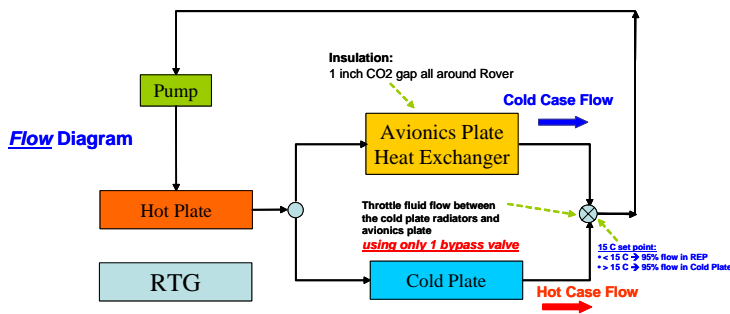 Insulation:
1 inch CO2 gap all around Rover
Pump
Cold Case Flow
Flow Diagram
Avionics Plate
Heat Exchanger
Hot Plate
Throttle fluid flow between
the cold plate radiators and
avionics plate
using only 1 bypass valve
15 C set point:
• < 15 C → 95% flow in REP
• > 15 C → 95% flow in Cold Plate
RTG
Cold Plate
Hot Case Flow